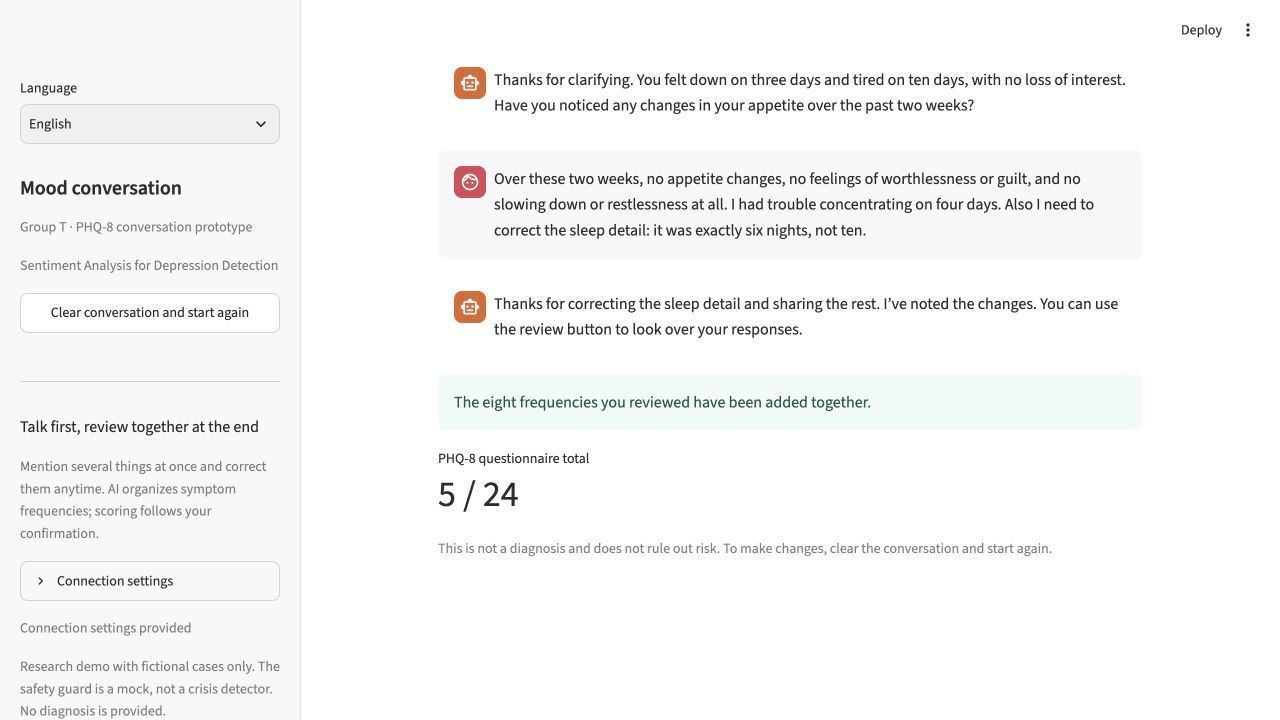 Deploy
Language
English
Mood conversation
Group T · PHQ-8 conversation prototype
Sentiment Analysis for Depression Detection
Clear conversation and start again
Talk first, review together at the end
Mention several things at once and correct
them anytime. AI organizes symptom
frequencies; scoring follows your
confirmation.
Connection settings
Connection settings provided
Research demo with fictional cases only. The
safety guard is a mock, not a crisis detector.
No diagnosis is provided.
Thanks for clarifying. You felt down on three days and tired on ten days, with no loss of interest.
Have you noticed any changes in your appetite over the past two weeks?
Over these two weeks, no appetite changes, no feelings of worthlessness or guilt, and no
slowing down or restlessness at all. I had trouble concentrating on four days. Also I need to
correct the sleep detail: it was exactly six nights, not ten.
Thanks for correcting the sleep detail and sharing the rest. I’ve noted the changes. You can use
the review button to look over your responses.
The eight frequencies you reviewed have been added together.
PHQ-8 questionnaire total
5 / 24
This is not a diagnosis and does not rule out risk. To make changes, clear the conversation and start again.